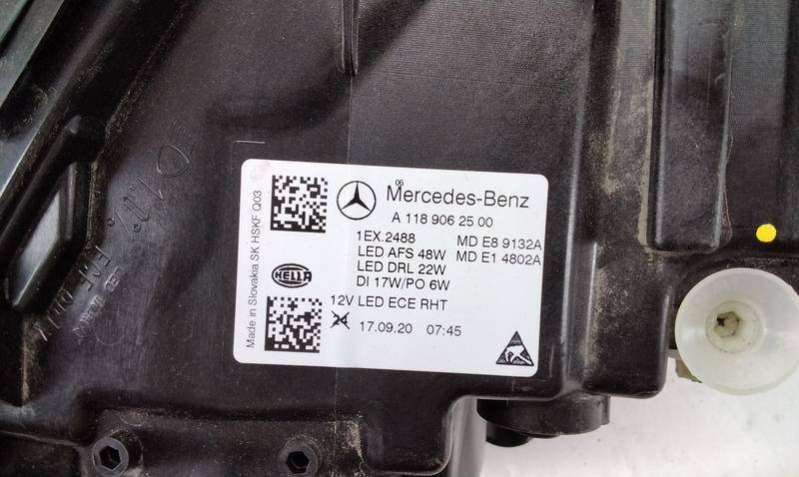 06
Mercedes-Benz
A 118 906 25 00
1EX.2488 MD E8 9132A
LED AFS 48W MD E1 4802A
LED DRL 22W
DI 17W/PO 6W
12V LED ECE RHT
17.09.20 07:45
HELLA
Made in Slovakia SK HSKF Q03